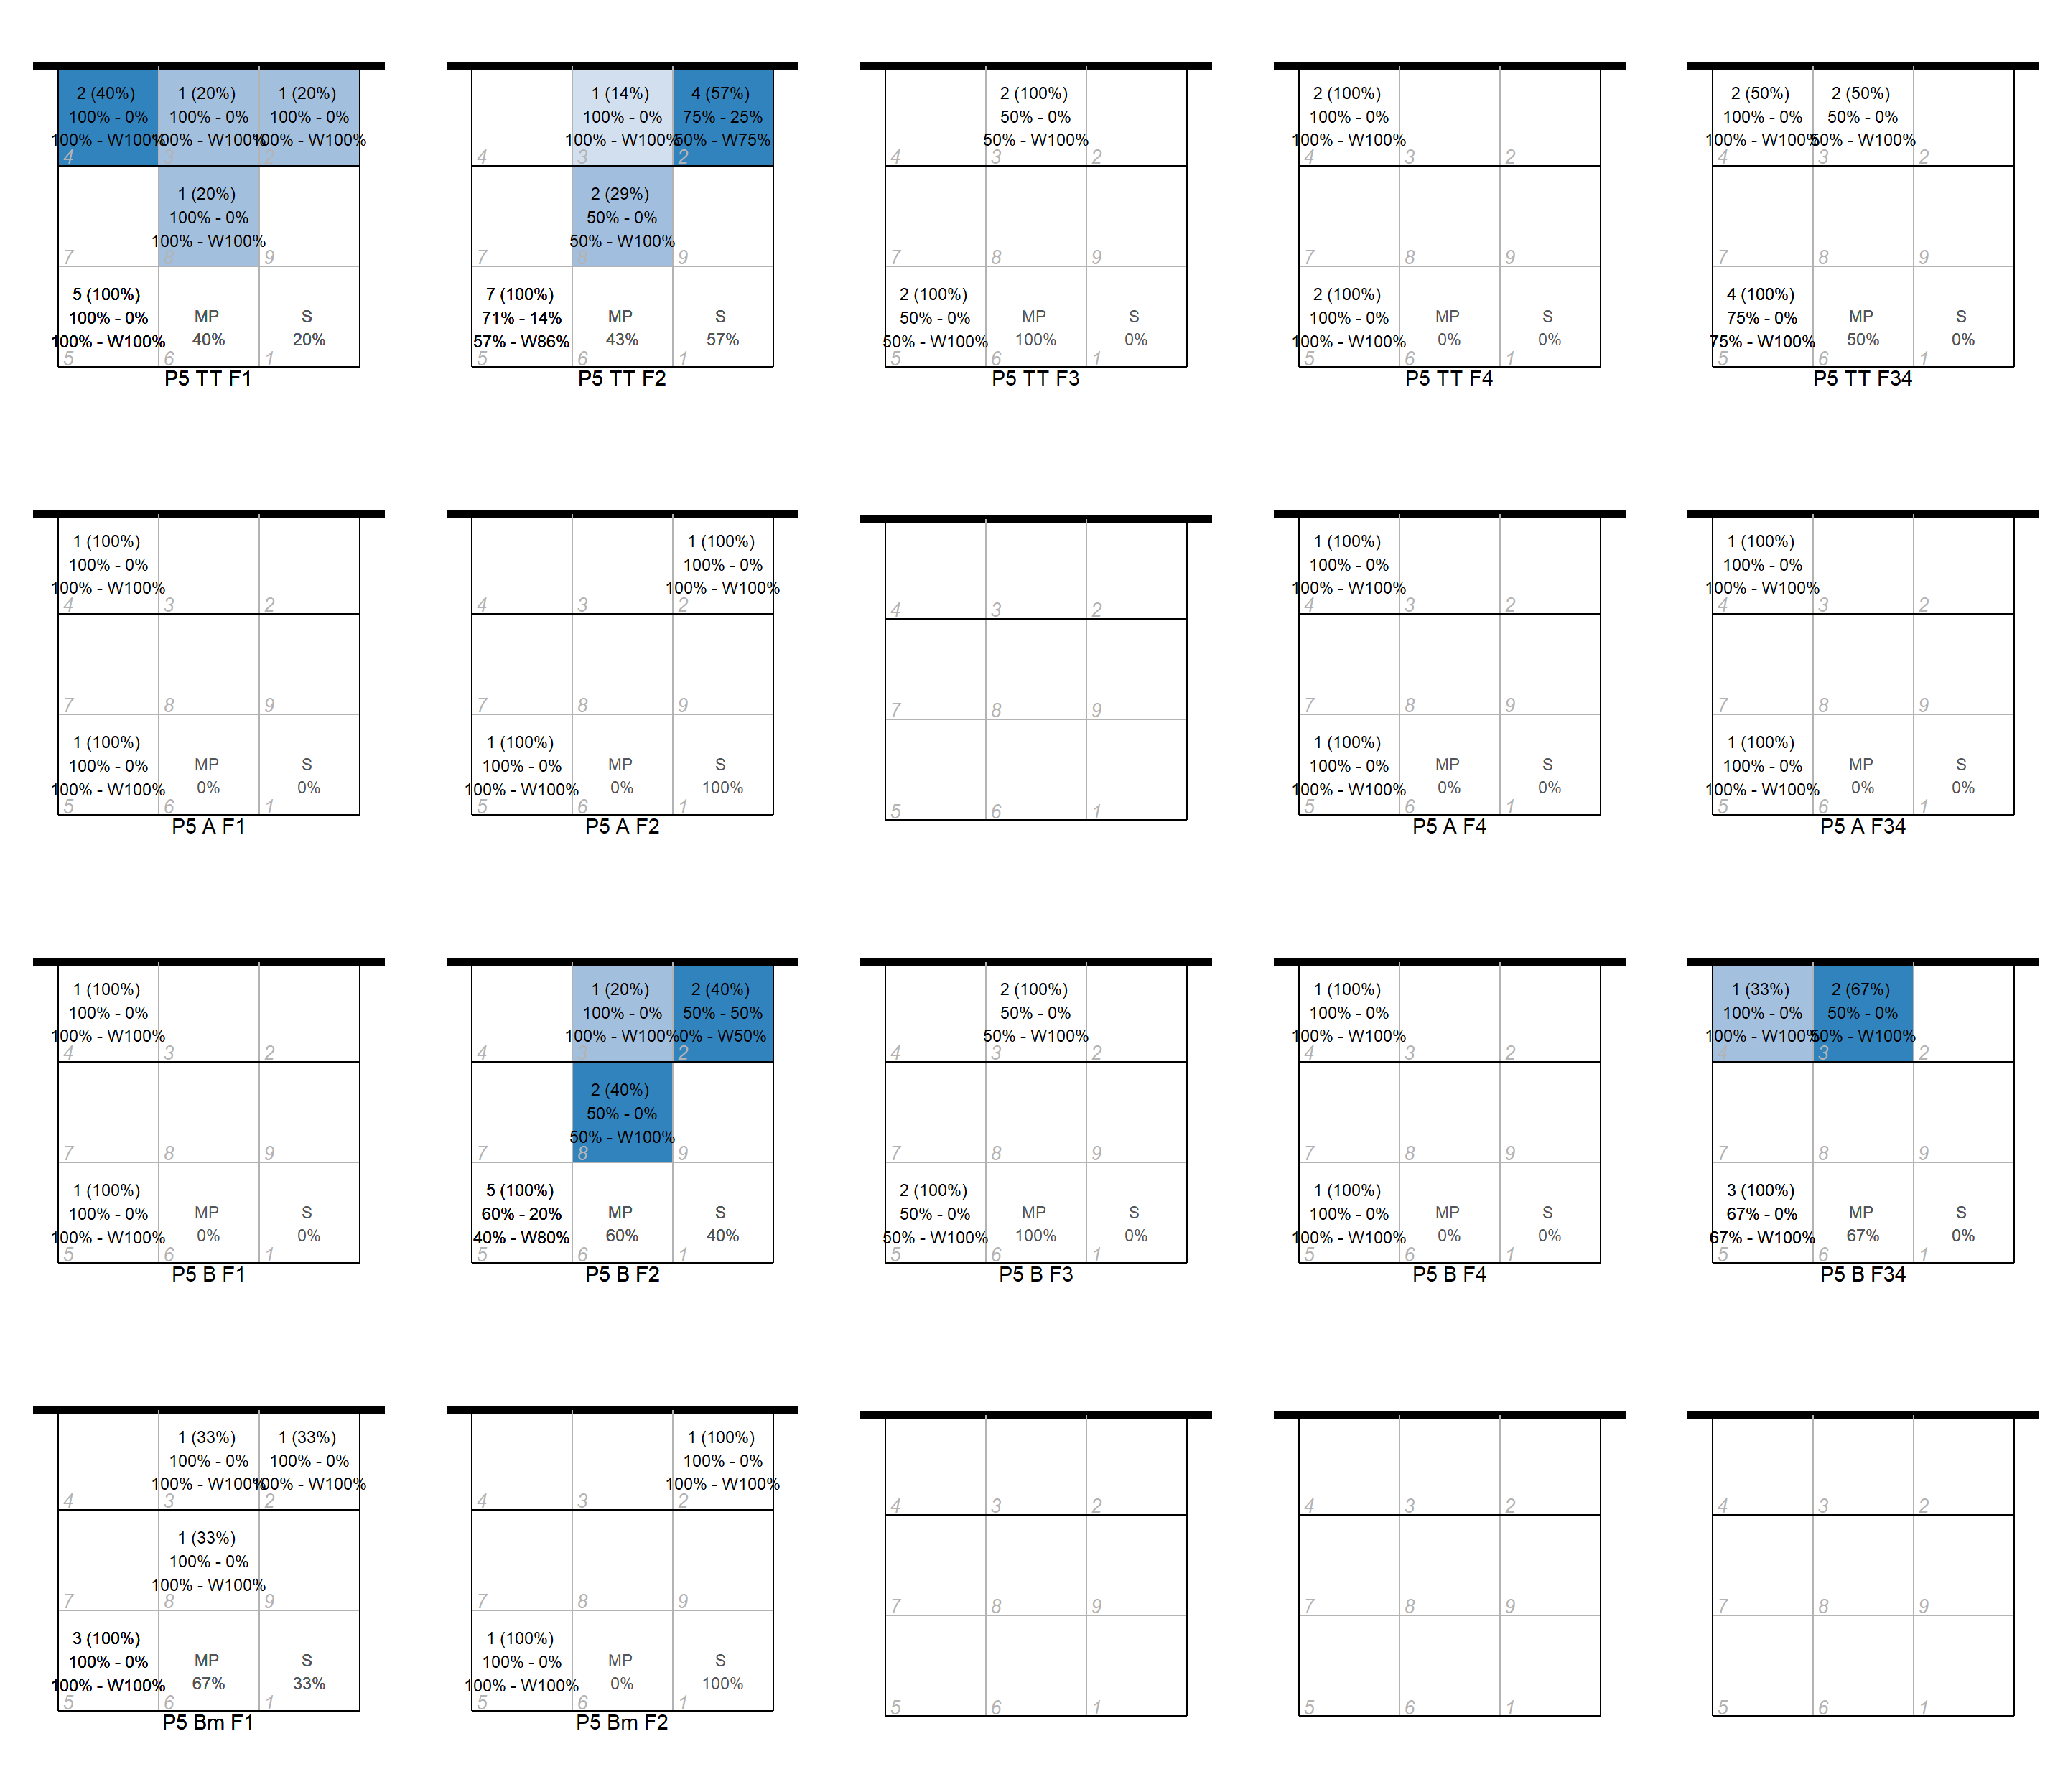 2 (40%) 1 (20%) 1 (20%)
100% - 0% 100% - 0% 100% - 0%
100% - W100% 100% - W100% 100% - W100%
4 3 2
1 (20%)
100% - 0%
100% - W100%
7 8 9
5 (100%)
100% - 0% MP S
100% - W100% 40% 20%
5 6 1
P5 TT F1
1 (14%) 4 (57%)
100% - 0% 75% - 25%
100% - W100% 50% - W75%
4 3 2
2 (29%)
50% - 0%
50% - W100%
7 8 9
7 (100%)
71% - 14% MP S
57% - W86% 43% 57%
5 6 1
P5 TT F2
2 (100%)
50% - 0%
50% - W100%
4 3 2
7 8 9
2 (100%)
50% - 0% MP S
50% - W100% 100% 0%
5 6 1
P5 TT F3
2 (100%)
100% - 0%
100% - W100%
4 3 2
7 8 9
2 (100%)
100% - 0% MP S
100% - W100% 0% 0%
5 6 1
P5 TT F4
2 (50%) 2 (50%)
100% - 0% 50% - 0%
100% - W100% 50% - W100%
4 3 2
7 8 9
4 (100%)
75% - 0% MP S
75% - W100% 50% 0%
5 6 1
P5 TT F34
1 (100%)
100% - 0%
100% - W100%
4 3 2
7 8 9
1 (100%)
100% - 0% MP S
100% - W100% 0% 0%
5 6 1
P5 A F1
1 (100%)
100% - 0%
100% - W100%
4 3 2
7 8 9
1 (100%)
100% - 0% MP S
100% - W100% 0% 100%
5 6 1
P5 A F2
4 3 2
7 8 9
5 6 1
1 (100%)
100% - 0%
100% - W100%
4 3 2
7 8 9
1 (100%)
100% - 0% MP S
100% - W100% 0% 0%
5 6 1
P5 A F4
1 (100%)
100% - 0%
100% - W100%
4 3 2
7 8 9
1 (100%)
100% - 0% MP S
100% - W100% 0% 0%
5 6 1
P5 A F34
1 (100%)
100% - 0%
100% - W100%
4 3 2
7 8 9
1 (100%)
100% - 0% MP S
100% - W100% 0% 0%
5 6 1
P5 B F1
1 (20%) 2 (40%)
100% - 0% 50% - 50%
100% - W100% 0% - W50%
4 3 2
2 (40%)
50% - 0%
50% - W100%
7 8 9
5 (100%)
60% - 20% MP S
40% - W80% 60% 40%
5 6 1
P5 B F2
2 (100%)
50% - 0%
50% - W100%
4 3 2
7 8 9
2 (100%)
50% - 0% MP S
50% - W100% 100% 0%
5 6 1
P5 B F3
1 (100%)
100% - 0%
100% - W100%
4 3 2
7 8 9
1 (100%)
100% - 0% MP S
100% - W100% 0% 0%
5 6 1
P5 B F4
1 (33%) 2 (67%)
100% - 0% 50% - 0%
100% - W100% 50% - W100%
4 3 2
7 8 9
3 (100%)
67% - 0% MP S
67% - W100% 67% 0%
5 6 1
P5 B F34
1 (33%) 1 (33%)
100% - 0% 100% - 0%
100% - W100% 100% - W100%
4 3 2
1 (33%)
100% - 0%
100% - W100%
7 8 9
3 (100%)
100% - 0% MP S
100% - W100% 67% 33%
5 6 1
P5 Bm F1
1 (100%)
100% - 0%
100% - W100%
4 3 2
7 8 9
1 (100%)
100% - 0% MP S
100% - W100% 0% 100%
5 6 1
P5 Bm F2
4 3 2
7 8 9
5 6 1
4 3 2
7 8 9
5 6 1
4 3 2
7 8 9
5 6 1